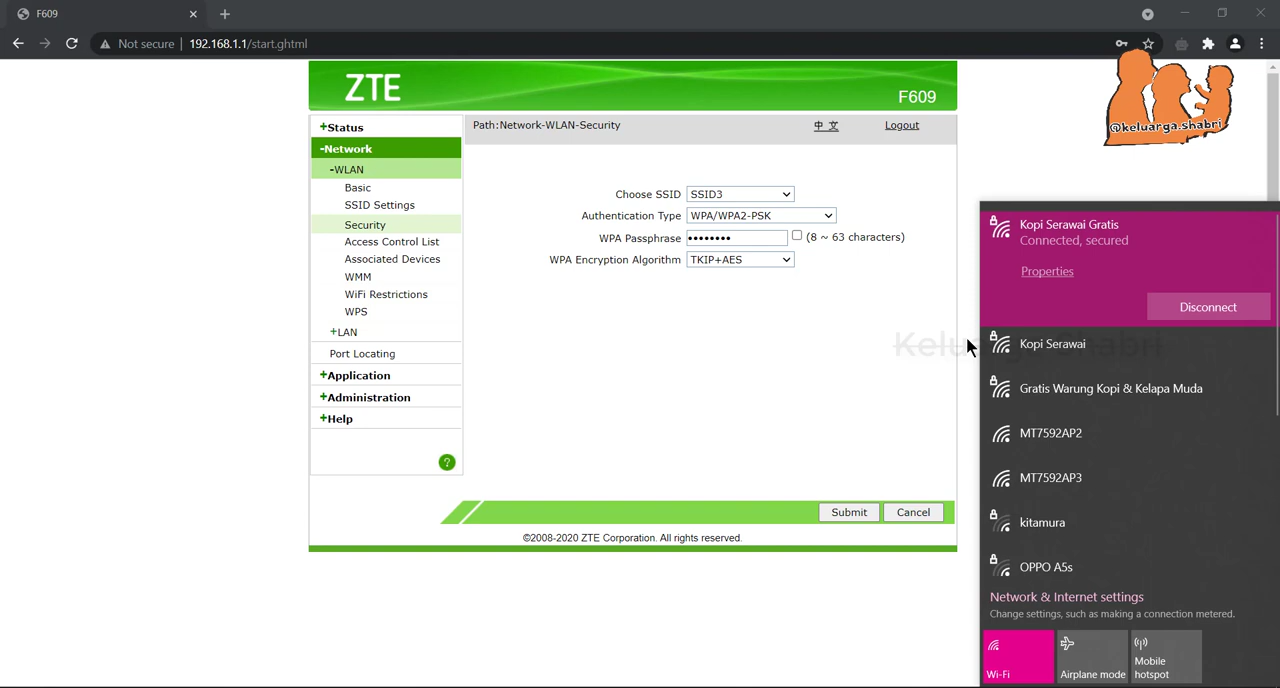 F609
Not secure | 192.168.1.1/start.ghtml
@keluarga.shabri
ZTE
F609
Path:Network-WLAN-Security
中 文
Logout
+Status
-Network
-WLAN
Basic
SSID Settings
Security
Access Control List
Associated Devices
WMM
WiFi Restrictions
WPS
+LAN
Port Locating
+Application
+Administration
+Help
?
Choose SSID SSID3
Authentication Type WPA/WPA2-PSK
WPA Passphrase •••••••• (8 ~ 63 characters)
WPA Encryption Algorithm TKIP+AES
Submit Cancel
©2008-2020 ZTE Corporation. All rights reserved.
Keluarga Shabri
Kopi Serawai Gratis
Connected, secured
Properties
Disconnect
Kopi Serawai
Gratis Warung Kopi & Kelapa Muda
MT7592AP2
MT7592AP3
kitamura
OPPO A5s
Network & Internet settings
Change settings, such as making a connection metered.
Wi-Fi
Airplane mode
Mobile
hotspot